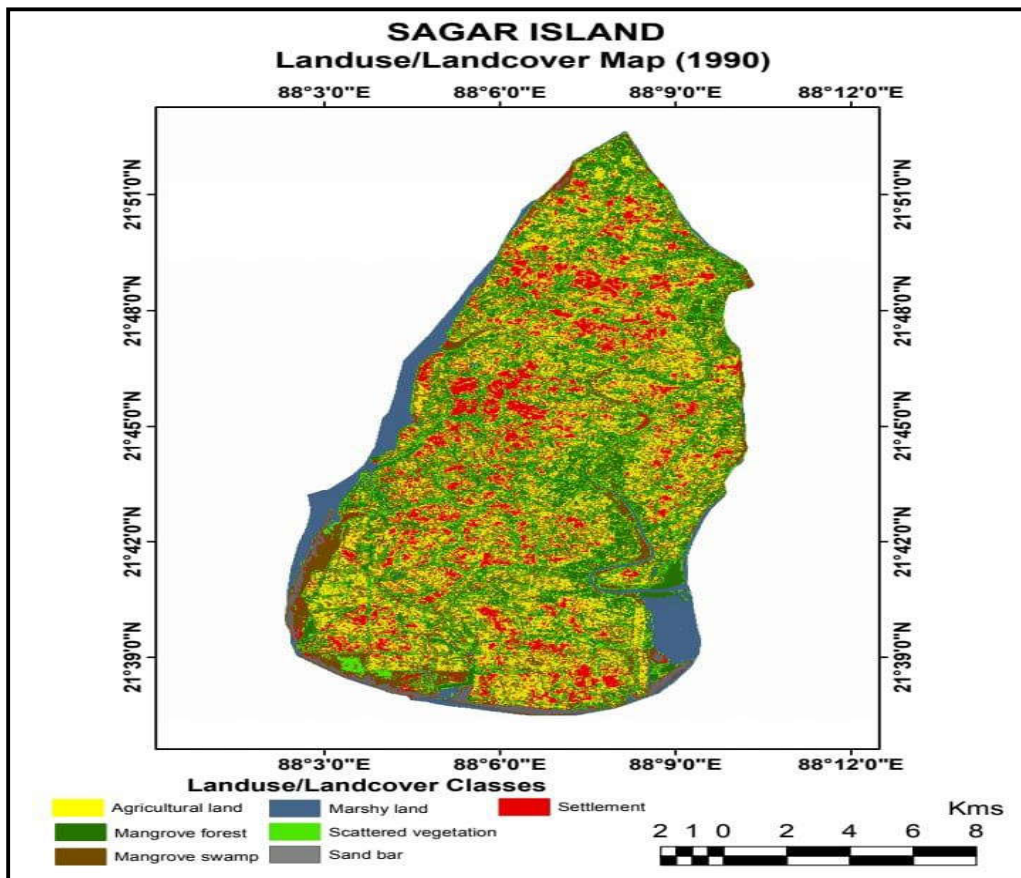 SAGAR ISLAND
Landuse/Landcover Map (1990)
88°3'0"E 88°6'0"E 88°9'0"E 88°12'0"E
21°51'0"N 21°51'0"N
21°48'0"N 21°48'0"N
21°45'0"N 21°45'0"N
21°42'0"N 21°42'0"N
21°39'0"N 21°39'0"N
88°3'0"E 88°6'0"E 88°9'0"E 88°12'0"E
Landuse/Landcover Classes
Agricultural land Marshy land Settlement
Mangrove forest Scattered vegetation
Mangrove swamp Sand bar
Kms
2 1 0 2 4 6 8